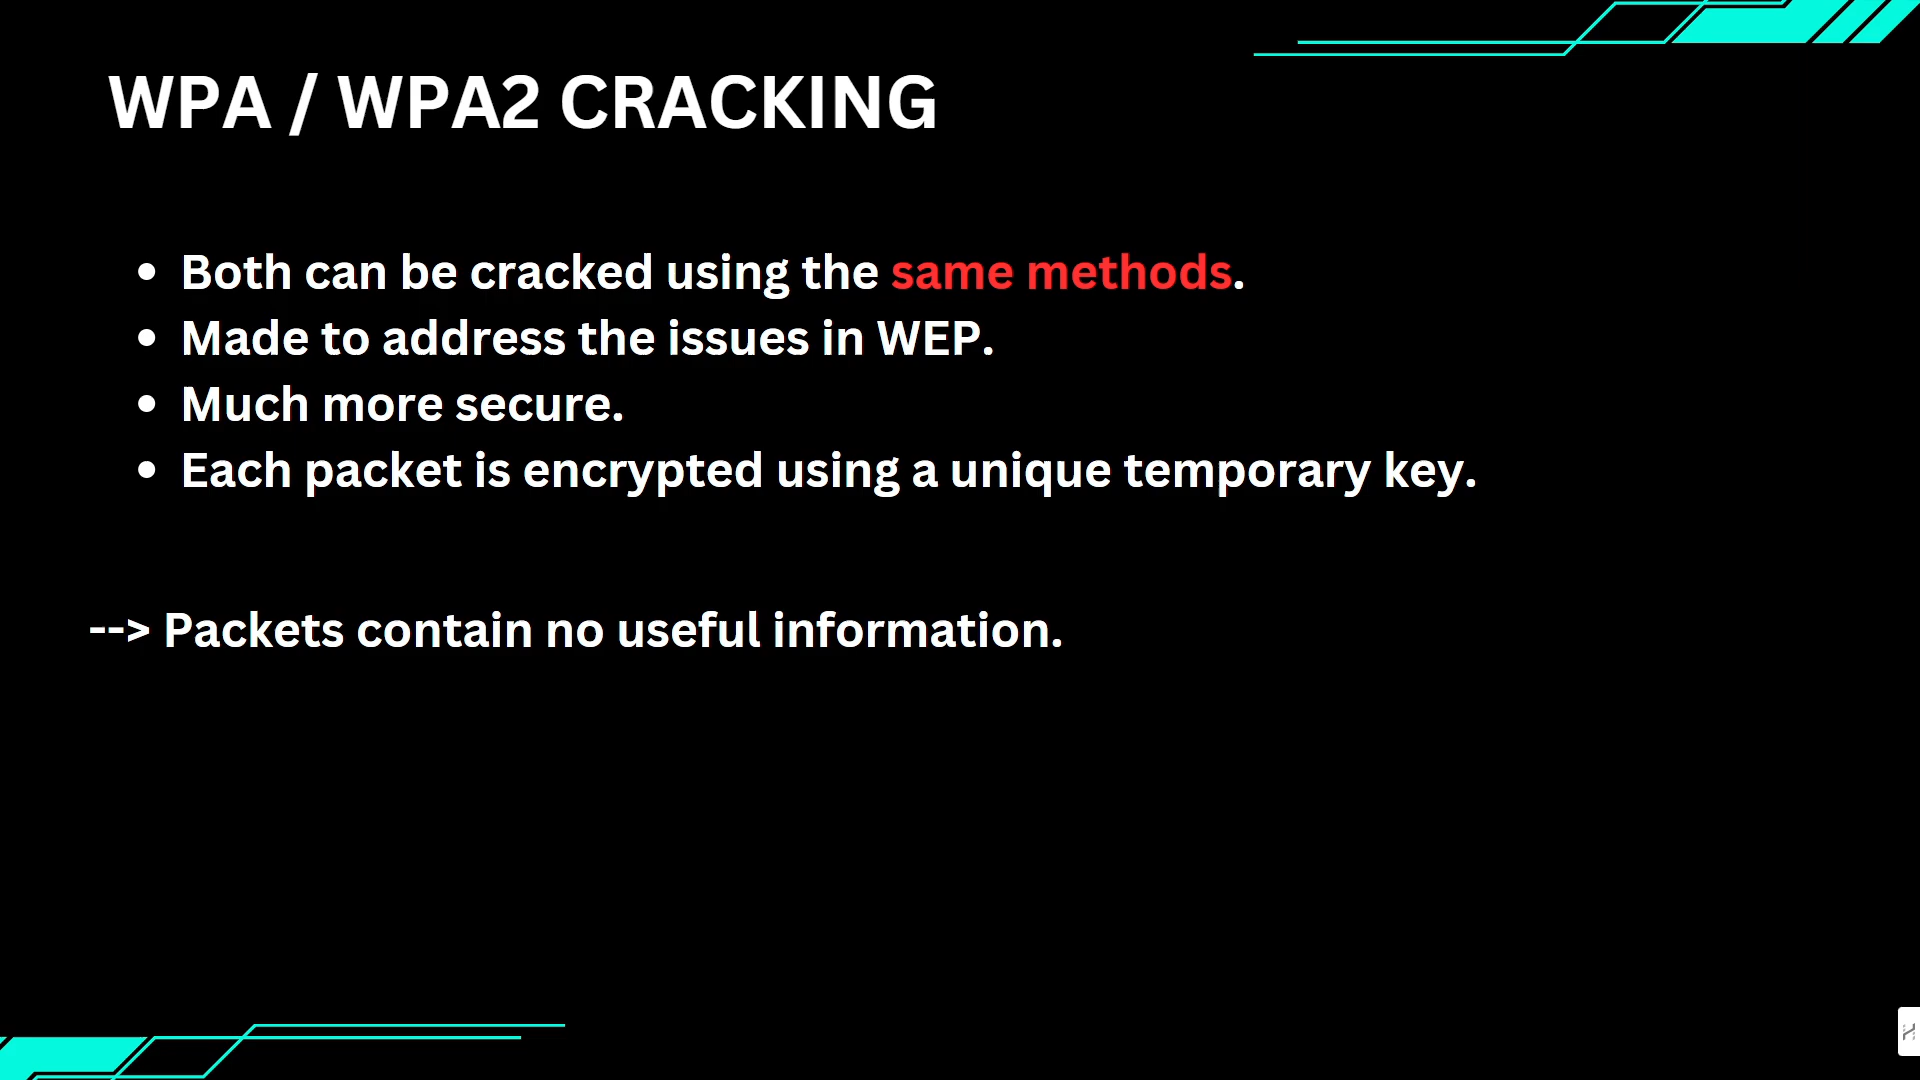 WPA / WPA2 CRACKING
• Both can be cracked using the same methods.
• Made to address the issues in WEP.
• Much more secure.
• Each packet is encrypted using a unique temporary key.
--> Packets contain no useful information.